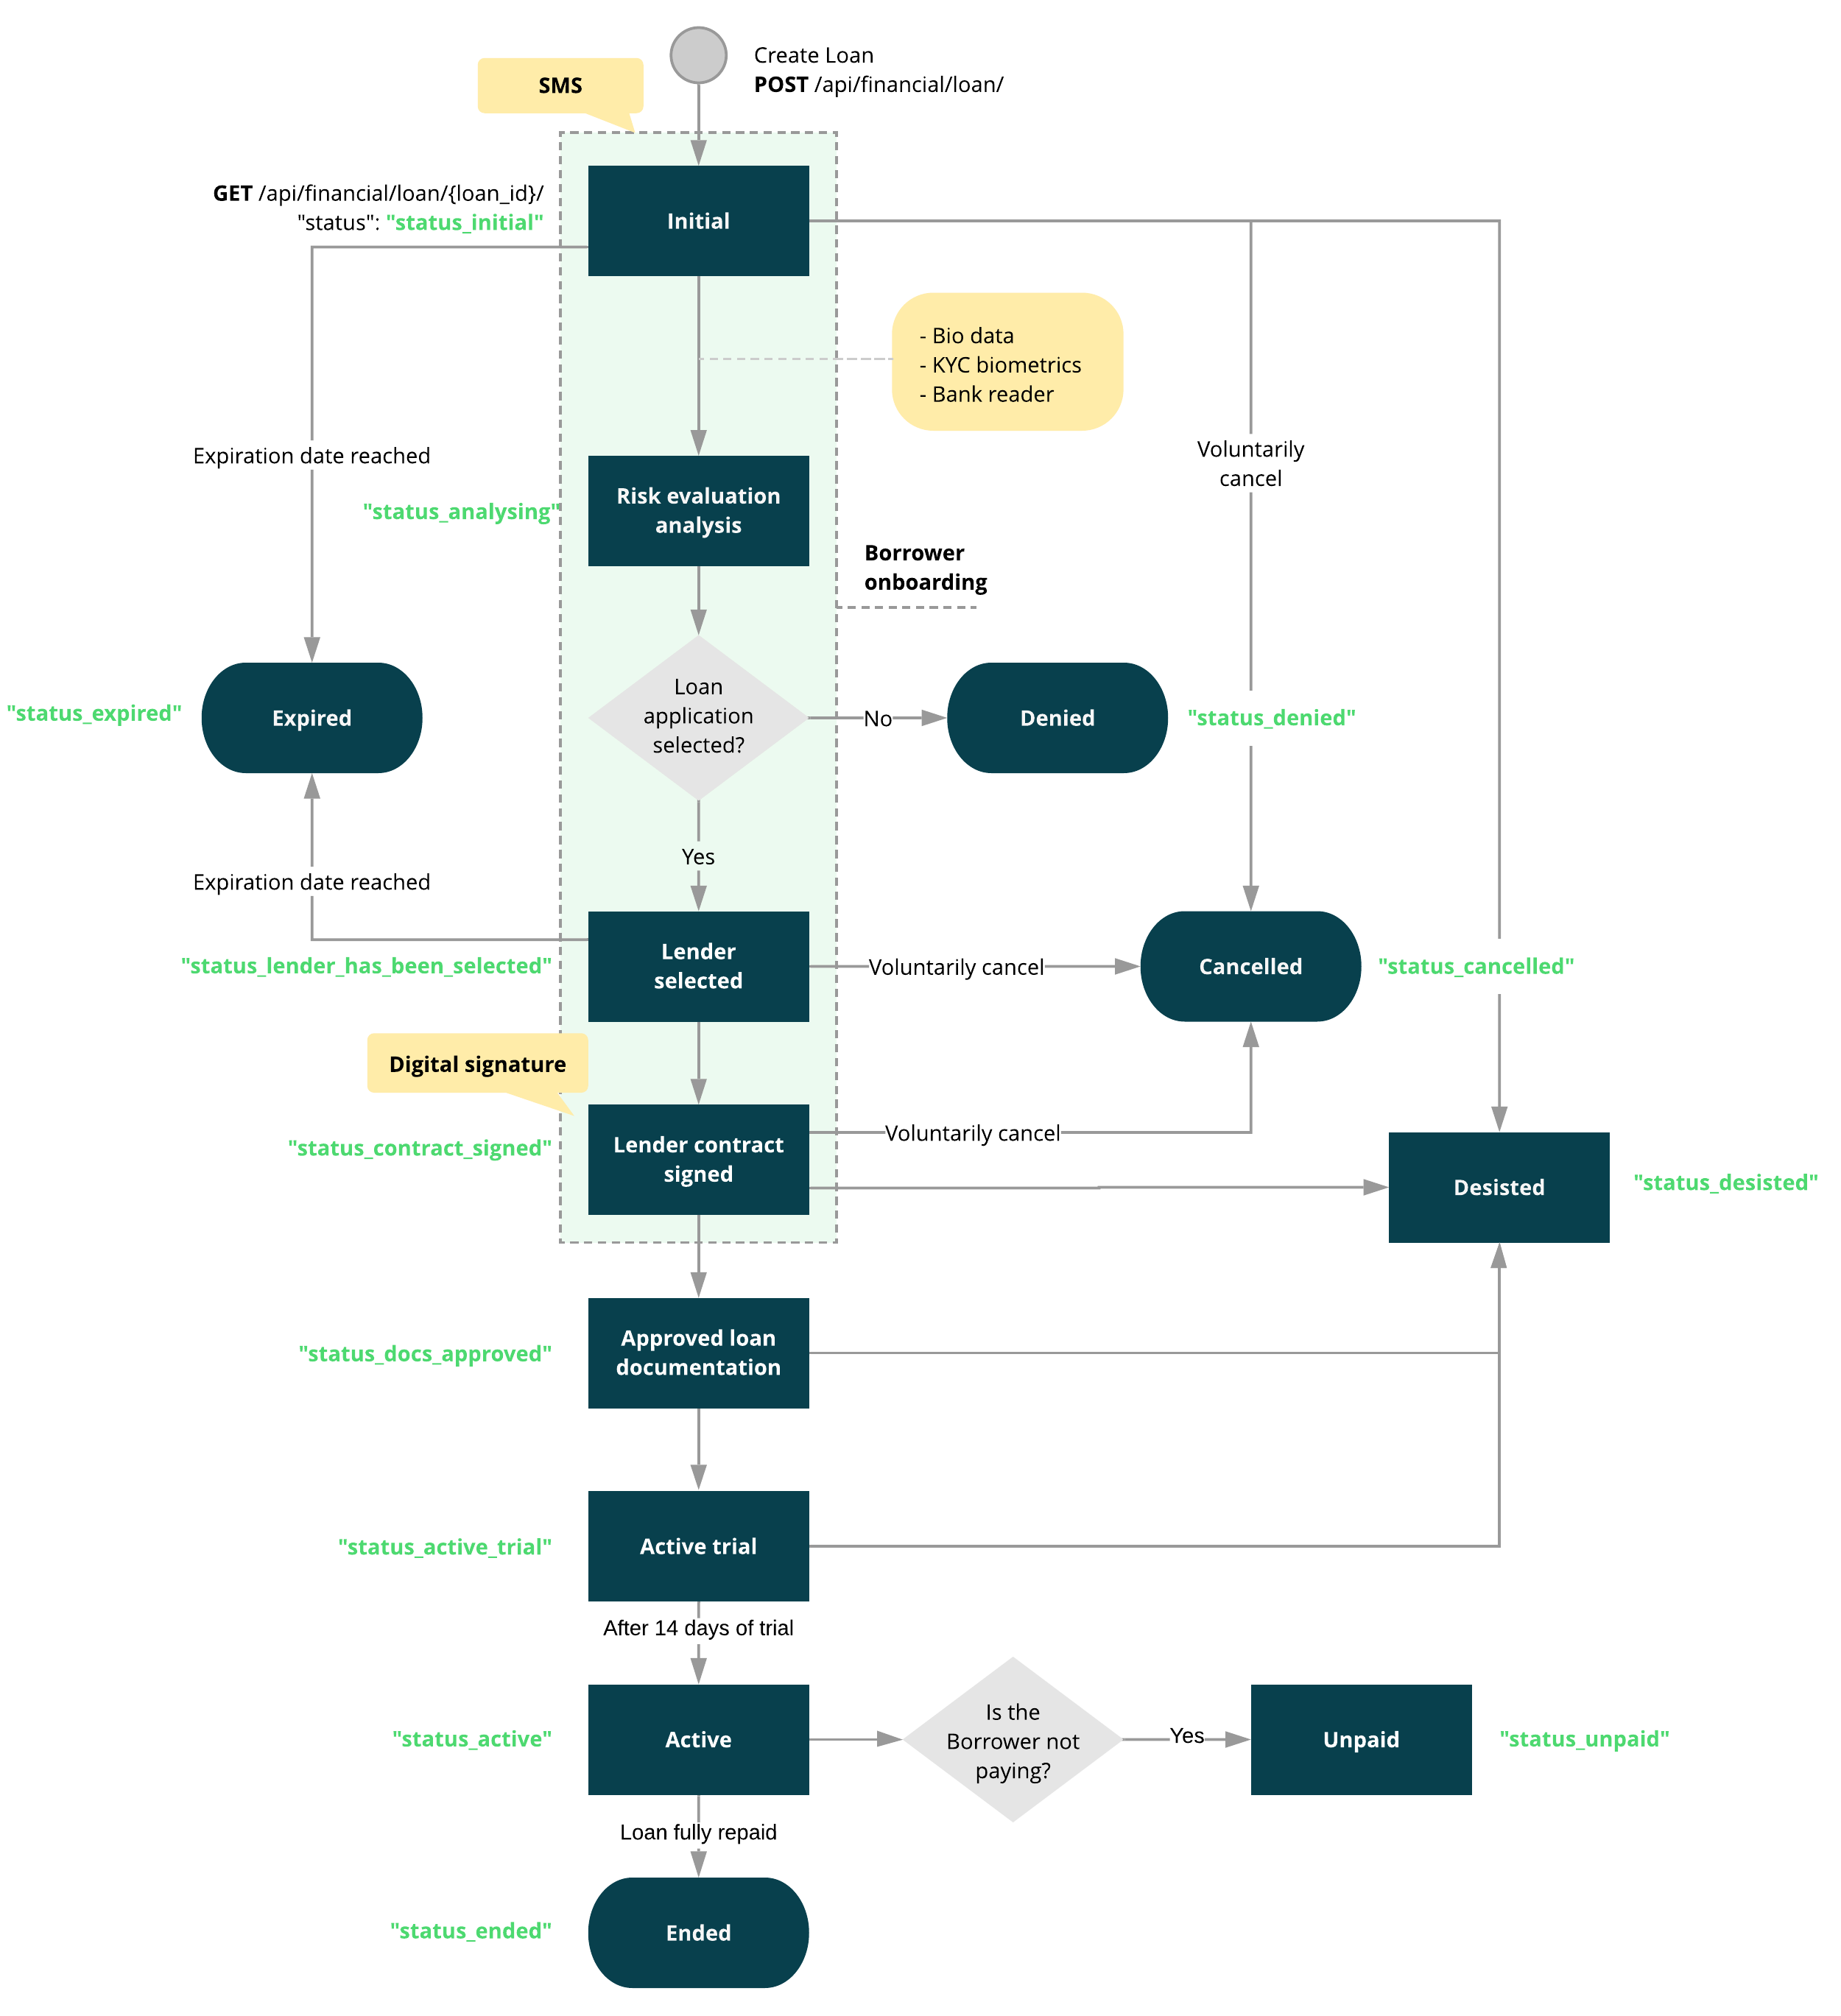 Create Loan
POST /api/financial/loan/
SMS
GET /api/financial/loan/{loan_id}/
"status": "status_initial"
Initial
- Bio data
- KYC biometrics
- Bank reader
Voluntarily
cancel
Expiration date reached
"status_analysing"
Risk evaluation
analysis
Borrower
onboarding
"status_expired"
Expired
Loan
application
selected?
No
Denied
"status_denied"
Yes
Expiration date reached
"status_lender_has_been_selected"
Lender
selected
Voluntarily cancel
Cancelled
"status_cancelled"
Digital signature
"status_contract_signed"
Lender contract
signed
Voluntarily cancel
Desisted
"status_desisted"
"status_docs_approved"
Approved loan
documentation
"status_active_trial"
Active trial
After 14 days of trial
"status_active"
Active
Is the
Borrower not
paying?
Yes
Unpaid
"status_unpaid"
Loan fully repaid
"status_ended"
Ended